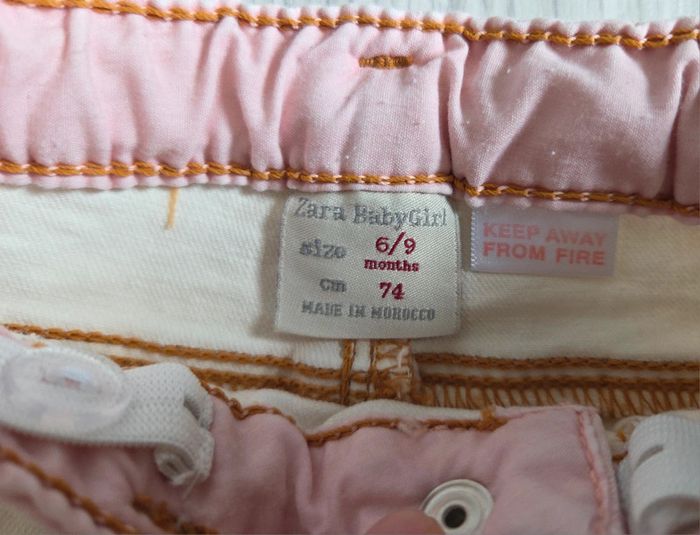 Zara BabyGirl
size 6/9
months
cm 74
MADE IN MOROCCO
KEEP AWAY
FROM FIRE